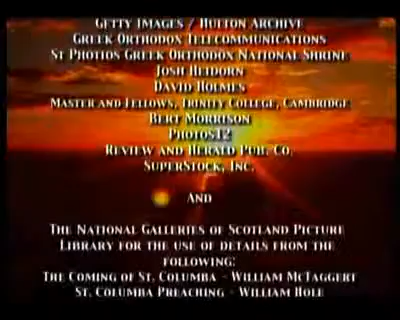 Getty Images / Hulton Archive
Greek Orthodox Telecommunications
St Photios Greek Orthodox National Shrine
Josh Heidorn
David Holmes
Master and Fellows, Trinity College, Cambridge
Bert Morrison
Photos12
Review and Herald Pub. Co.
SuperStock, Inc.
And
The National Galleries of Scotland Picture
Library for the use of details from the
following:
The Coming of St. Columba - William McTaggert
St. Columba Preaching - William Hole